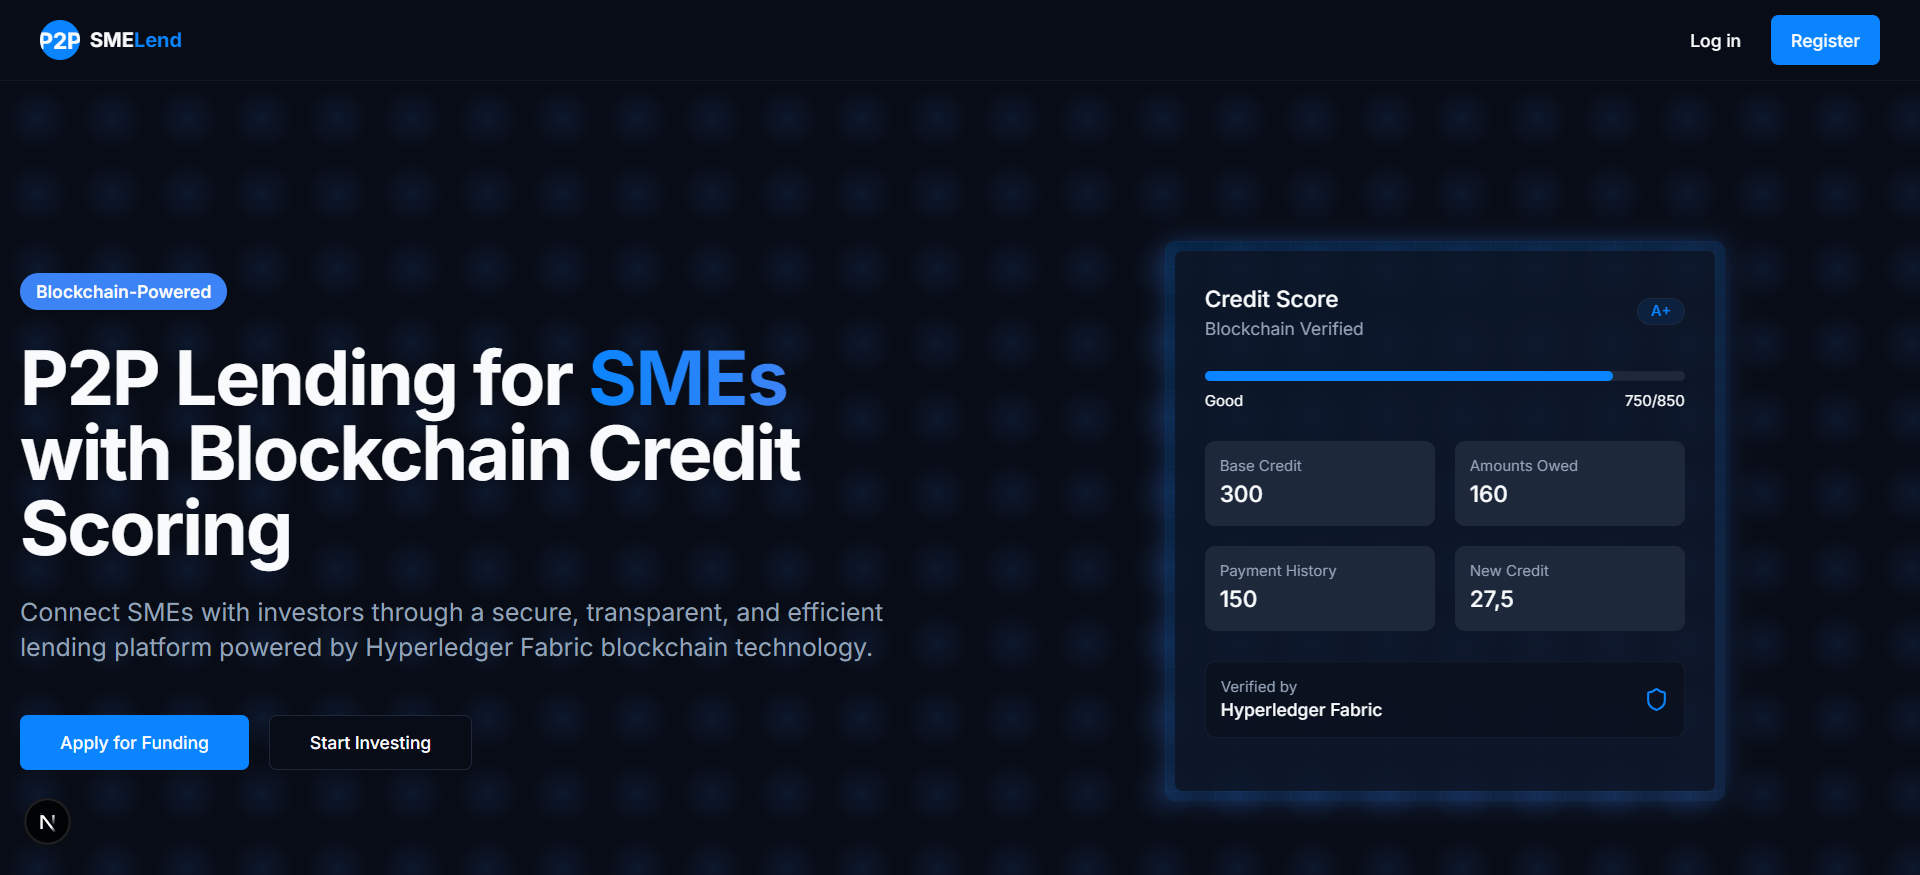 P2P SMELend
Log in
Register
Blockchain-Powered
P2P Lending for SMEs
with Blockchain Credit
Scoring
Connect SMEs with investors through a secure, transparent, and efficient
lending platform powered by Hyperledger Fabric blockchain technology.
Apply for Funding
Start Investing
N
Credit Score
A+
Blockchain Verified
Good
750/850
Base Credit
300
Amounts Owed
160
Payment History
150
New Credit
27,5
Verified by
Hyperledger Fabric